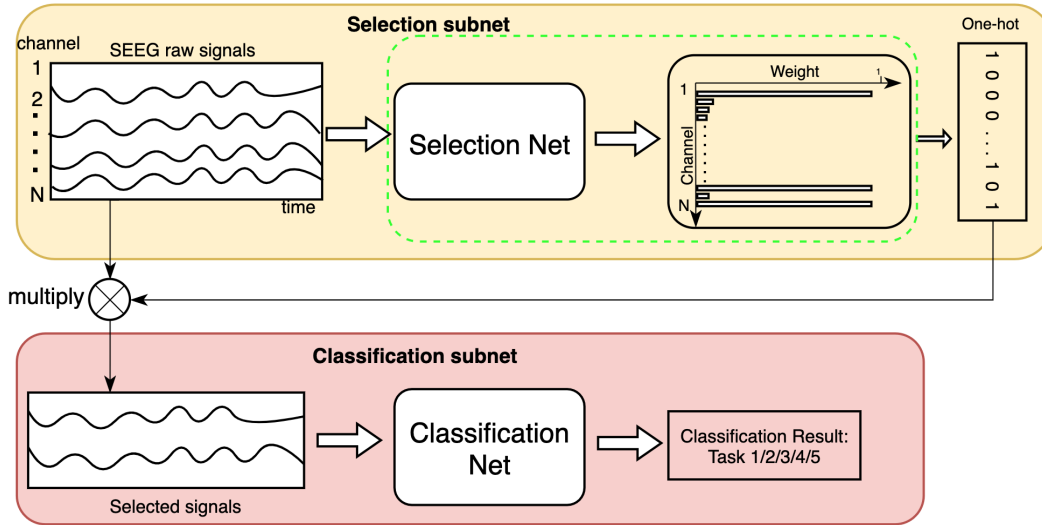 Selection subnet
One-hot
channel
SEEG raw signals
1
2
N
time
Selection Net
Weight
1
1
Channel
N
1 0 0 0 ... 1 0 1
multiply
Classification subnet
Classification
Net
Classification Result:
Task 1/2/3/4/5
Selected signals